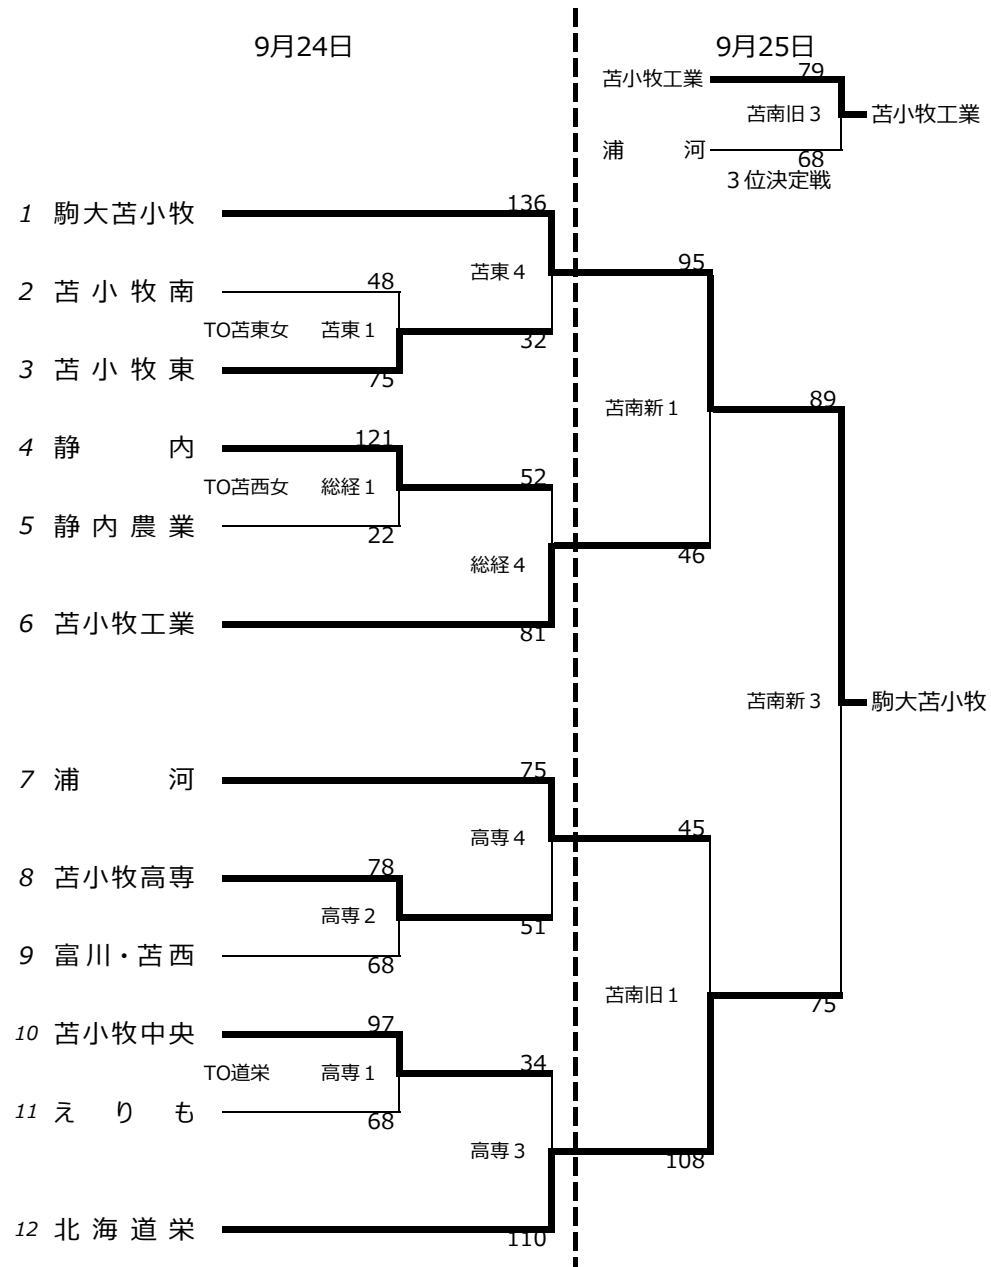 9月24日
9月25日
苫小牧工業 79
苫南旧３ 苫小牧工業
浦河 68
３位決定戦
1 駒大苫小牧 136
苫東４ 95
2 苫小牧南 48
TO苫東女 苫東１ 32
3 苫小牧東 75
苫南新１ 89
4 静内 121
TO苫西女 総経１ 52
5 静内農業 22
総経４ 46
6 苫小牧工業 81
苫南新３ 駒大苫小牧
7 浦河 75
高専４ 45
8 苫小牧高専 78
高専２ 51
9 富川・苫西 68
苫南旧１ 75
10 苫小牧中央 97
TO道栄 高専１ 34
11 えりも 68
高専３ 108
12 北海道栄 110